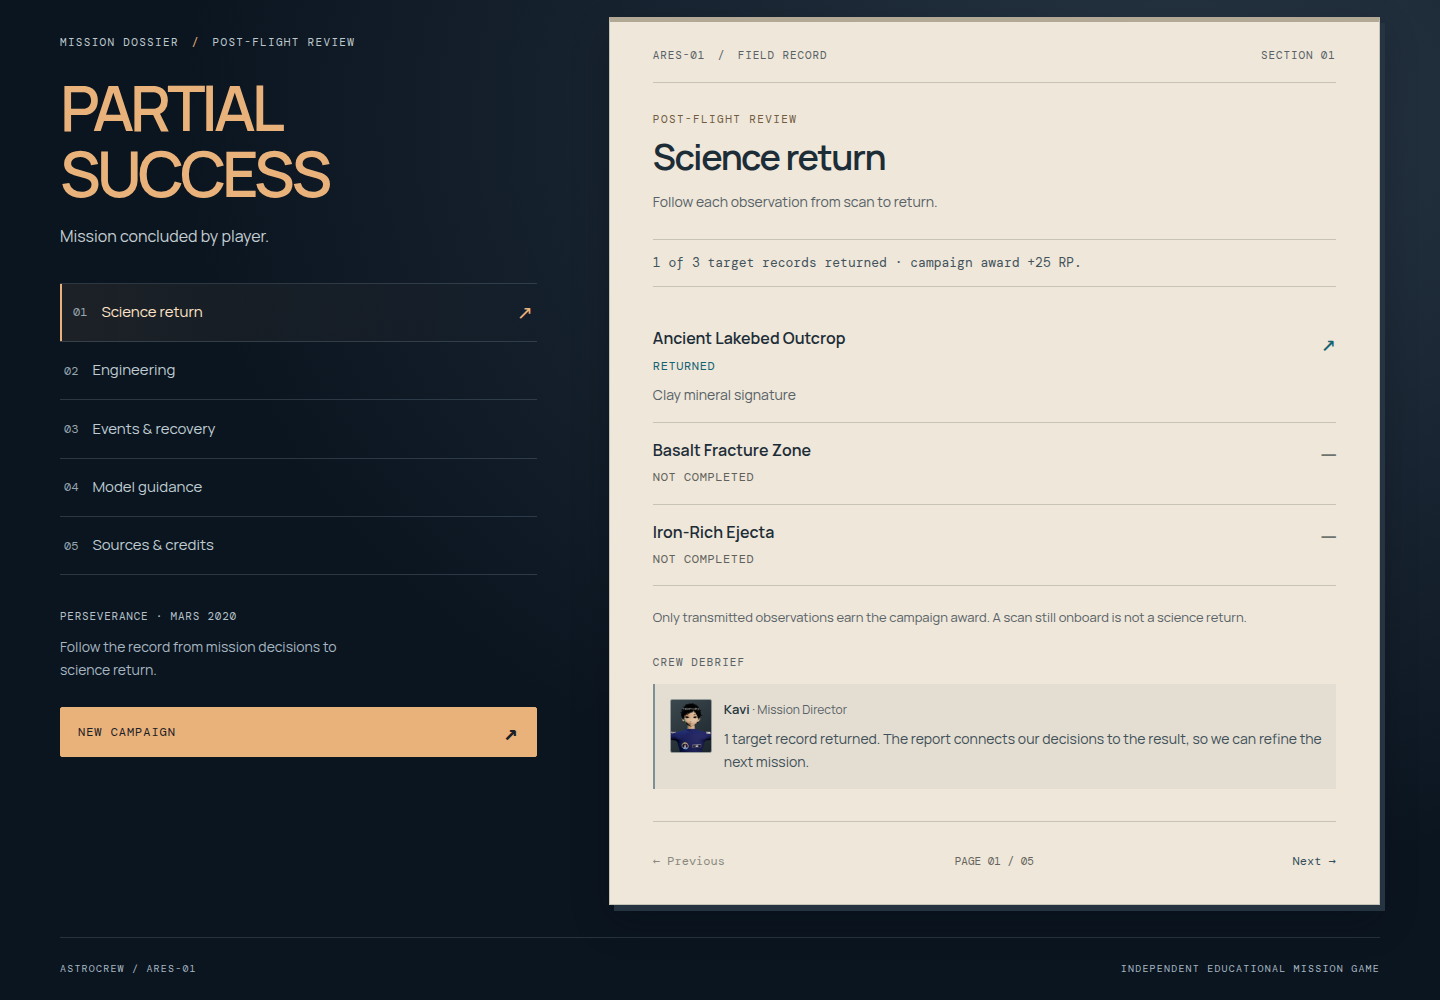 MISSION DOSSIER / POST-FLIGHT REVIEW
PARTIAL
SUCCESS
Mission concluded by player.
01 Science return ↗
02 Engineering
03 Events & recovery
04 Model guidance
05 Sources & credits
PERSEVERANCE · MARS 2020
Follow the record from mission decisions to
science return.
NEW CAMPAIGN ↗
ARES-01 / FIELD RECORD
SECTION 01
POST-FLIGHT REVIEW
Science return
Follow each observation from scan to return.
1 of 3 target records returned · campaign award +25 RP.
Ancient Lakebed Outcrop ↗
RETURNED
Clay mineral signature
Basalt Fracture Zone —
NOT COMPLETED
Iron-Rich Ejecta —
NOT COMPLETED
Only transmitted observations earn the campaign award. A scan still onboard is not a science return.
CREW DEBRIEF
Kavi · Mission Director
1 target record returned. The report connects our decisions to the result, so we can refine the
next mission.
← Previous
PAGE 01 / 05
Next →
ASTROCREW / ARES-01
INDEPENDENT EDUCATIONAL MISSION GAME